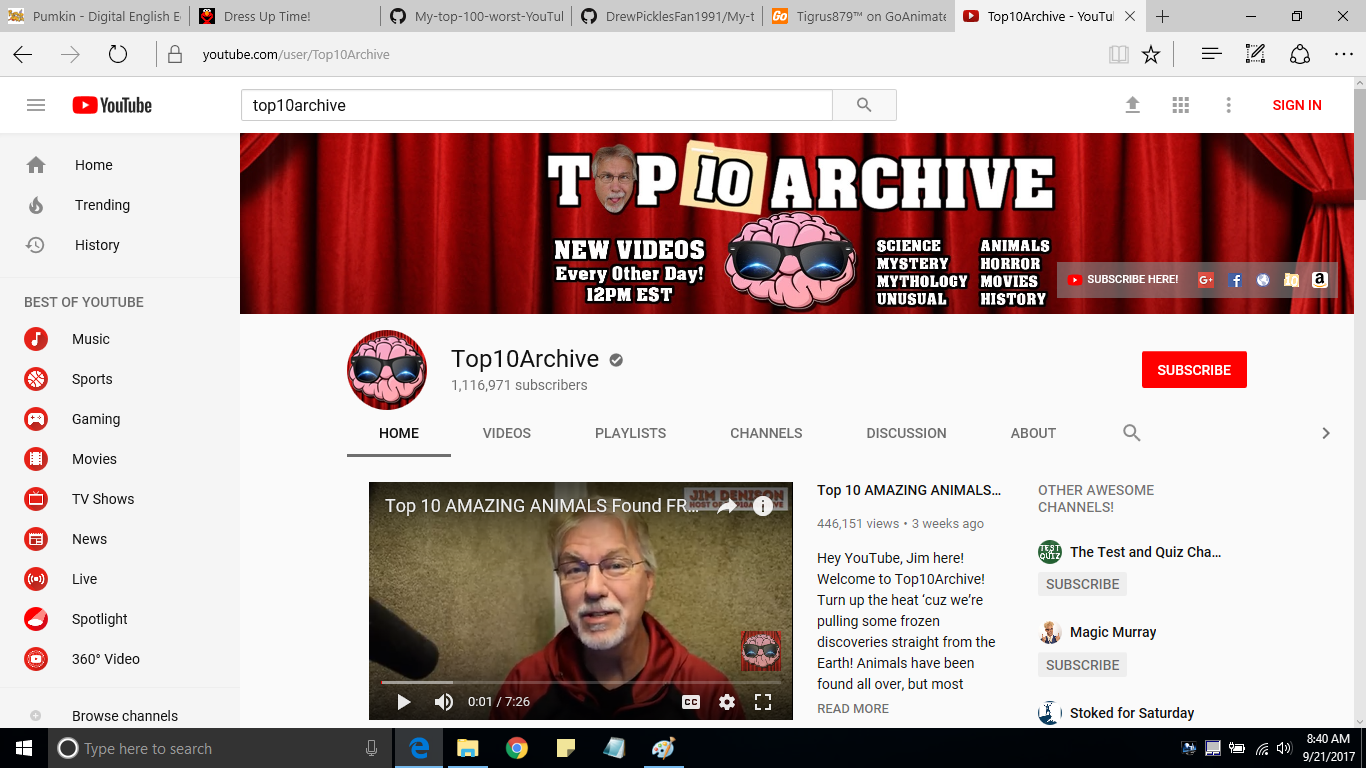 Pumkin - Digital English E
Dress Up Time!
My-top-100-worst-YouTul
DrewPicklesFan1991/My-t
Tigrus879™ on GoAnimate
Top10Archive - YouTu
youtube.com/user/Top10Archive
YouTube
top10archive
SIGN IN
Home
Trending
History
BEST OF YOUTUBE
Music
Sports
Gaming
Movies
TV Shows
News
Live
Spotlight
360° Video
Browse channels
TOP 10 ARCHIVE
NEW VIDEOS
Every Other Day!
12PM EST
SCIENCE
MYSTERY
MYTHOLOGY
UNUSUAL
ANIMALS
HORROR
MOVIES
HISTORY
SUBSCRIBE HERE!
Top10Archive
1,116,971 subscribers
SUBSCRIBE
HOME
VIDEOS
PLAYLISTS
CHANNELS
DISCUSSION
ABOUT
JIM DENISON
HOST OF TOP10ARCHIVE
Top 10 AMAZING ANIMALS Found FR...
0:01 / 7:26
CC
Top 10 AMAZING ANIMALS...
446,151 views • 3 weeks ago
Hey YouTube, Jim here!
Welcome to Top10Archive!
Turn up the heat ‘cuz we’re
pulling some frozen
discoveries straight from the
Earth! Animals have been
found all over, but most
READ MORE
OTHER AWESOME
CHANNELS!
TEST
QUIZ
The Test and Quiz Cha...
SUBSCRIBE
Magic Murray
SUBSCRIBE
Stoked for Saturday
Type here to search
8:40 AM
9/21/2017